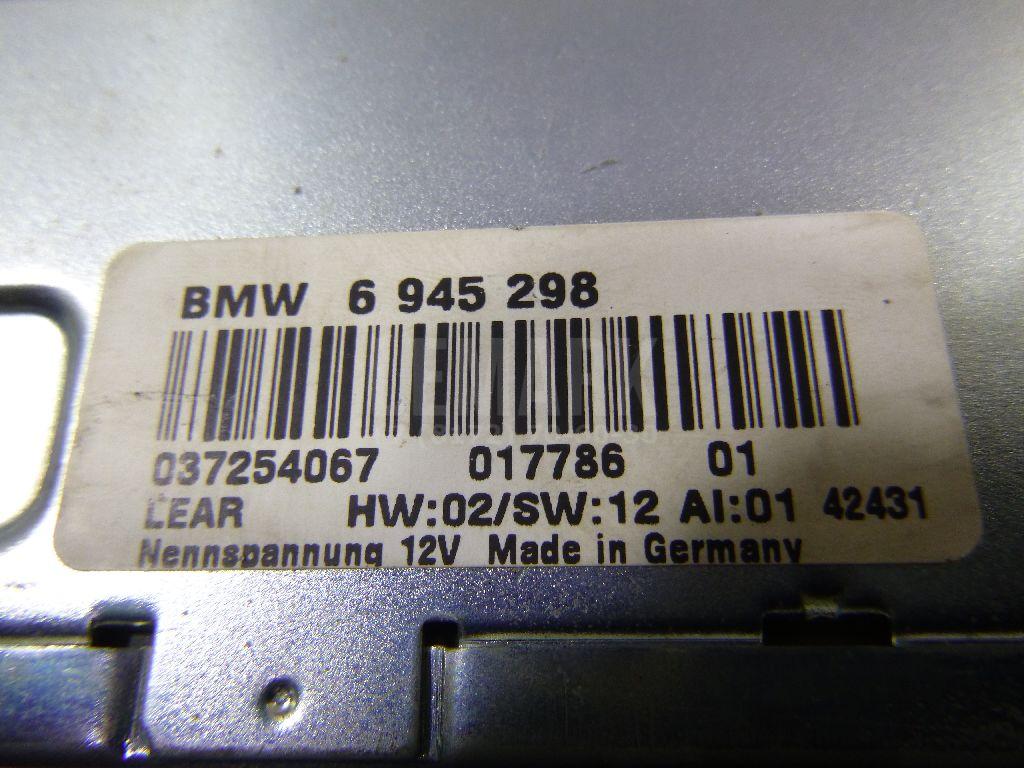 BMW 6 945 298
037254067 017786 01
LEAR HW:02/SW:12 AI:01 42431
Nennspannung 12V Made in Germany